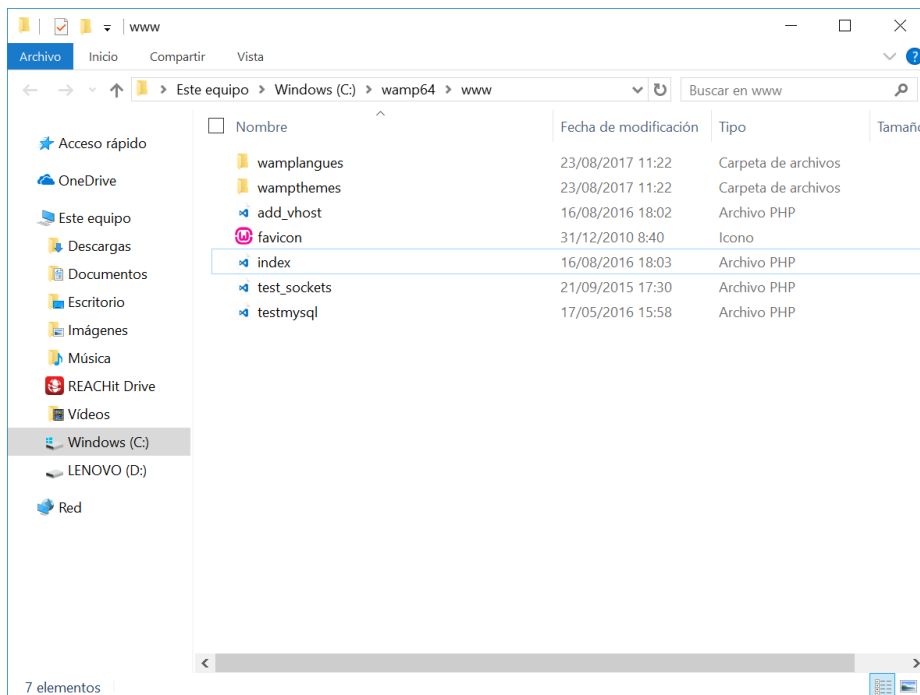 www
Archivo Inicio Compartir Vista
Este equipo > Windows (C:) > wamp64 > www
Buscar en www
Nombre Fecha de modificación Tipo Tamaño
wamplangues 23/08/2017 11:22 Carpeta de archivos
wampthemes 23/08/2017 11:22 Carpeta de archivos
add_vhost 16/08/2016 18:02 Archivo PHP
favicon 31/12/2010 8:40 Icono
index 16/08/2016 18:03 Archivo PHP
test_sockets 21/09/2015 17:30 Archivo PHP
testmysql 17/05/2016 15:58 Archivo PHP
Acceso rápido
OneDrive
Este equipo
Descargas
Documentos
Escritorio
Imágenes
Música
REACHit Drive
Vídeos
Windows (C:)
LENOVO (D:)
Red
7 elementos